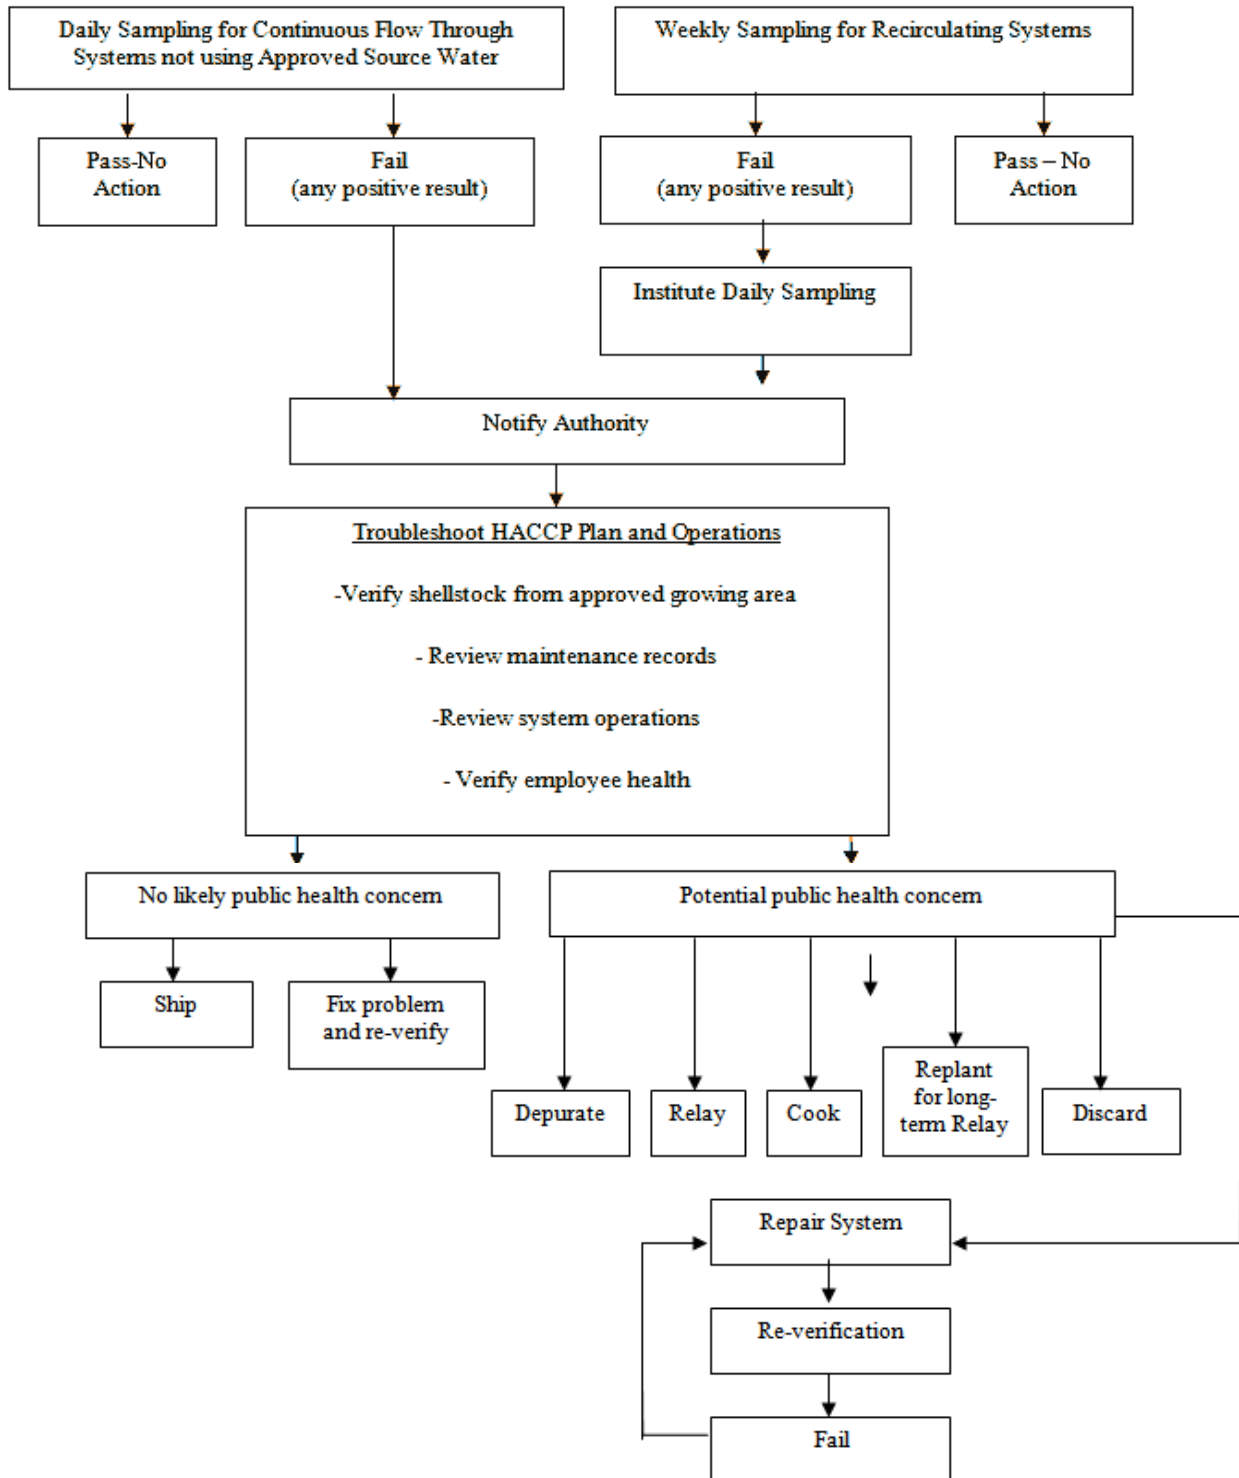 Daily Sampling for Continuous Flow Through
Systems not using Approved Source Water
Weekly Sampling for Recirculating Systems
Pass-No
Action
Fail
(any positive result)
Fail
(any positive result)
Pass – No
Action
Institute Daily Sampling
Notify Authority
Troubleshoot HACCP Plan and Operations
-Verify shellstock from approved growing area
- Review maintenance records
-Review system operations
- Verify employee health
No likely public health concern
Potential public health concern
Ship
Fix problem
and re-verify
Depurate
Relay
Cook
Replant
for long-
term Relay
Discard
Repair System
Re-verification
Fail